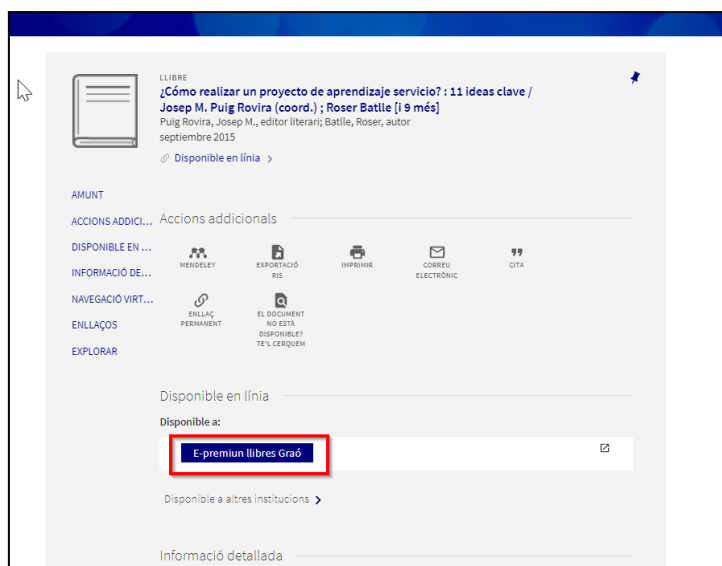 LLIBRE
¿Cómo realizar un proyecto de aprendizaje servicio? : 11 ideas clave /
Josep M. Puig Rovira (coord.) ; Roser Batlle [i 9 més]
Puig Rovira, Josep M., editor literari; Batlle, Roser, autor
septiembre 2015
Disponible en línia >
AMUNT
ACCIONS ADDICI...
DISPONIBLE EN ...
INFORMACIÓ DE...
NAVEGACIÓ VIRT...
ENLLAÇOS
EXPLORAR
Accions addicionals
MENDELEY
EXPORTACIÓ
RIS
IMPRIMIR
CORREU
ELECTRÒNIC
CITA
ENLLAÇ
PERMANENT
EL DOCUMENT
NO ESTÀ
DISPONIBLE?
TE'L CERQUEM
Disponible en línia
Disponible a:
E-premiun llibres Graó
Disponible a altres institucions >
Informació detallada